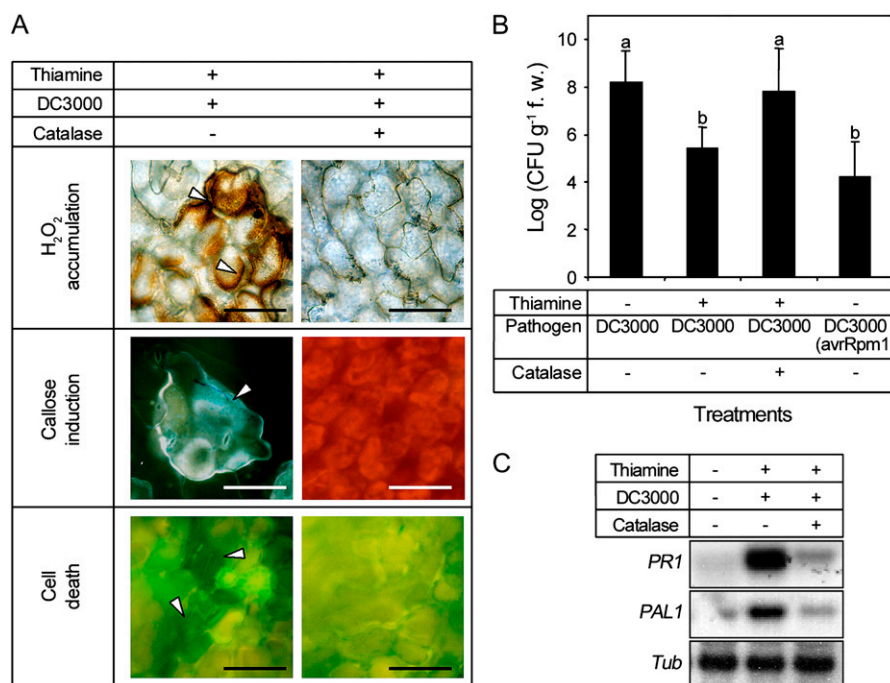 A
Thiamine + +
DC3000 + +
Catalase - +
H2O2
accumulation
Callose
induction
Cell
death
B
Log (CFU g-1 f. w.)
10
8
6
4
2
0
a
b
a
b
Thiamine - + + -
Pathogen DC3000 DC3000 DC3000 DC3000
(avrRpm1
Catalase - - + -
Treatments
C
Thiamine - + +
DC3000 - + +
Catalase - - +
PR1
PAL1
Tub